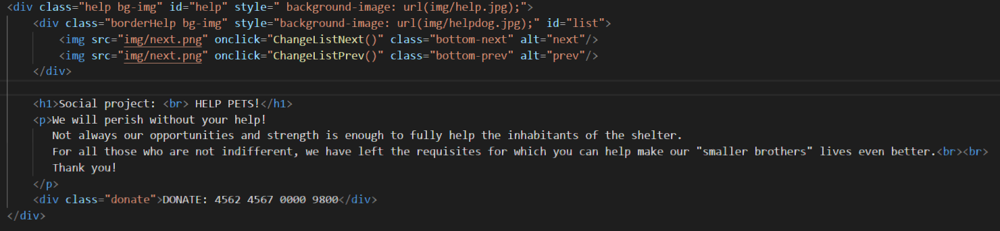 <div class="help bg-img" id="help" style=" background-image: url(img/help.jpg);">
<div class="borderHelp bg-img" style="background-image: url(img/helpdog.jpg);" id="list">
<img src="img/next.png" onclick="ChangeListNext()" class="bottom-next" alt="next"/>
<img src="img/next.png" onclick="ChangeListPrev()" class="bottom-prev" alt="prev"/>
</div>
<h1>Social project: <br> HELP PETS!</h1>
<p>We will perish without your help!
Not always our opportunities and strength is enough to fully help the inhabitants of the shelter.
For all those who are not indifferent, we have left the requisites for which you can help make our "smaller brothers" lives even better.<br><br>
Thank you!
</p>
<div class="donate">DONATE: 4562 4567 0000 9800</div>
</div>